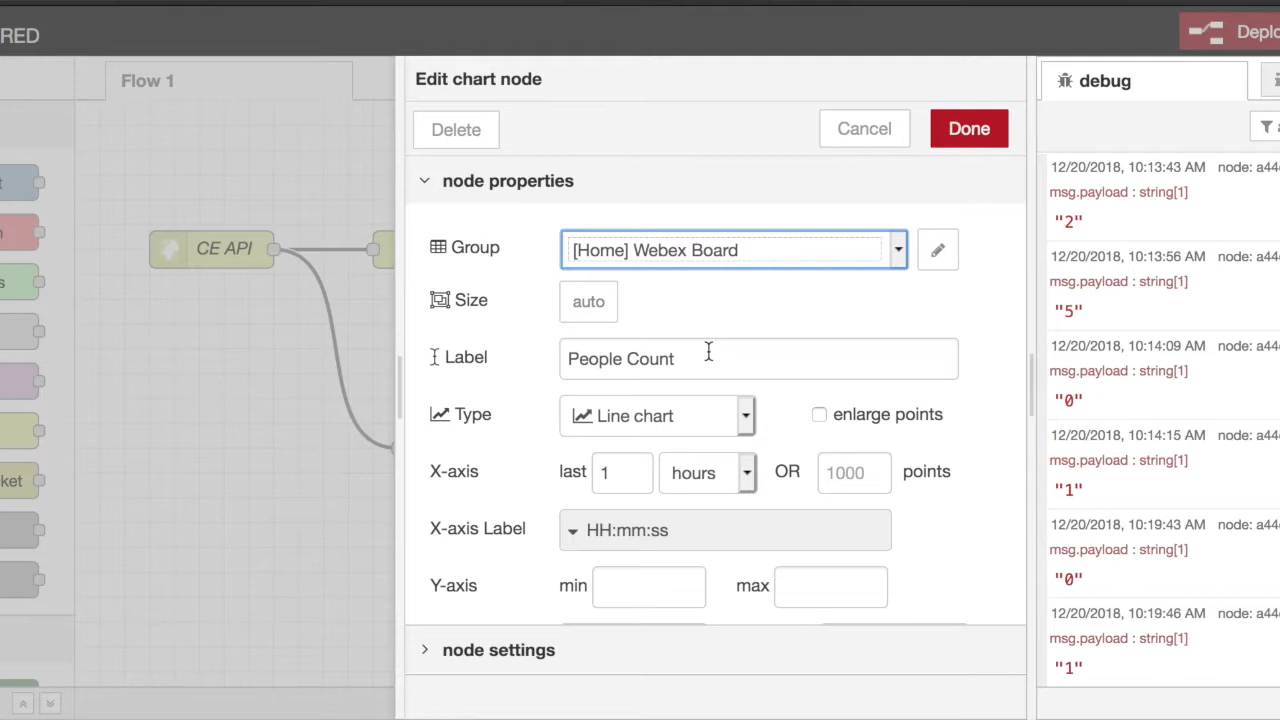 RED
Deplo
Flow 1
Edit chart node
debug
Delete
Cancel
Done
node properties
12/20/2018, 10:13:43 AM node: a44
msg.payload : string[1]
"2"
CE API
Group
[Home] Webex Board
12/20/2018, 10:13:56 AM node: a44
msg.payload : string[1]
"5"
Size
auto
Label
People Count
12/20/2018, 10:14:09 AM node: a44
msg.payload : string[1]
"0"
Type
Line chart
enlarge points
12/20/2018, 10:14:15 AM node: a44
msg.payload : string[1]
"1"
X-axis
last
1
hours
OR
1000
points
ket
X-axis Label
HH:mm:ss
12/20/2018, 10:19:43 AM node: a44
msg.payload : string[1]
"0"
Y-axis
min
max
12/20/2018, 10:19:46 AM node: a44
msg.payload : string[1]
"1"
node settings